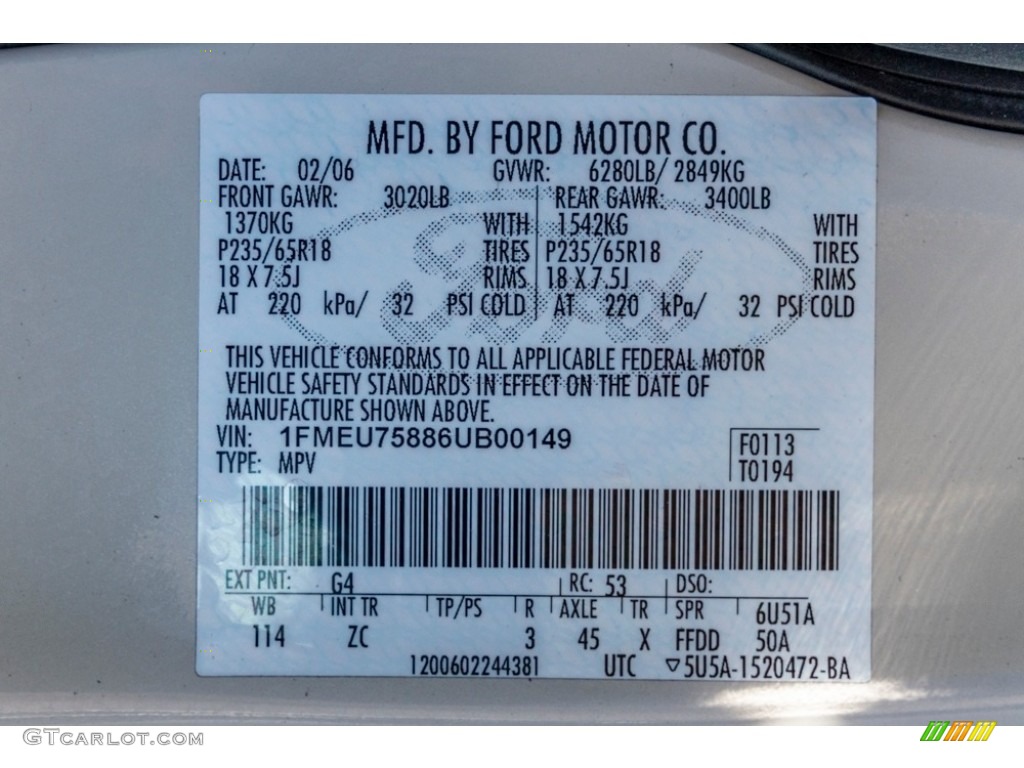 MFD. BY FORD MOTOR CO.
DATE: 02/06 GVWR: 6280LB/ 2849KG
FRONT GAWR: 3020LB REAR GAWR: 3400LB
1370KG WITH 1542KG WITH
P235/65R18 TIRES P235/65R18 TIRES
18 X 7.5J RIMS 18 X 7.5J RIMS
AT 220 kPa/ 32 PSI COLD AT 220 kPa/ 32 PSI COLD
Ford
THIS VEHICLE CONFORMS TO ALL APPLICABLE FEDERAL MOTOR
VEHICLE SAFETY STANDARDS IN EFFECT ON THE DATE OF
MANUFACTURE SHOWN ABOVE.
VIN: 1FMEU75886UB00149 F0113
TYPE: MPV T0194
EXT PNT: G4 RC: 53 DSO:
WB INT TR TP/PS R AXLE TR SPR 6U51A
114 ZC 3 45 X FFDD 50A
1200602244381 UTC ▽5U5A-1520472-BA
GTCarlot.com